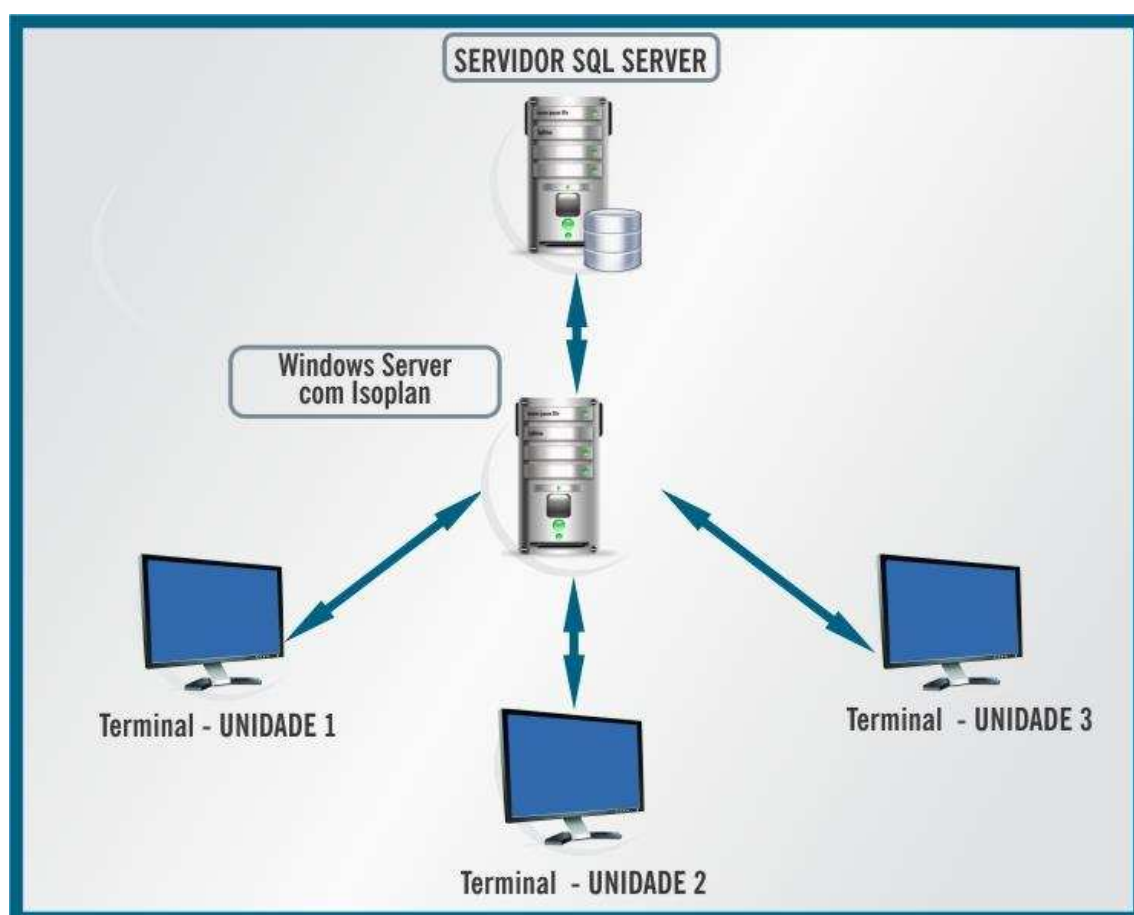 SERVIDOR SQL SERVER
Windows Server
com Isoplan
Terminal - UNIDADE 1
Terminal - UNIDADE 3
Terminal - UNIDADE 2